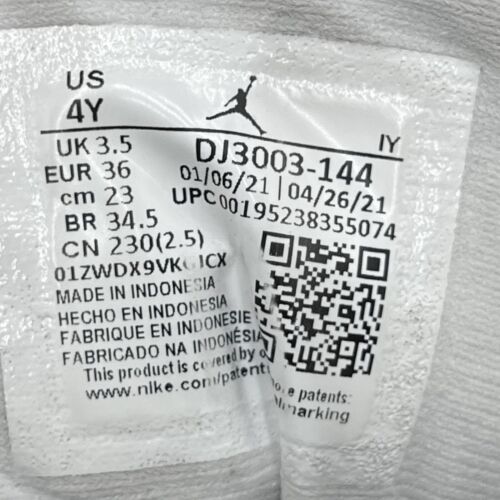 US
4Y
IY
UK 3.5
EUR 36
cm 23
BR 34.5
CN 230(2.5)
DJ3003-144
01/06/21 | 04/26/21
UPC00195238355074
MADE IN INDONESIA
HECHO EN INDONESIA
FABRIQUE EN INDONESIE
FABRICADO NA INDONÉSIA
This product is covered by
www.nike.com/patents
patents:
marking